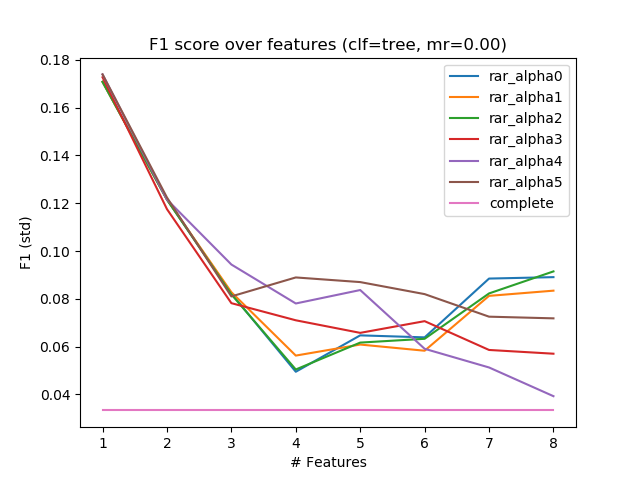 F1 score over features (clf=tree, mr=0.00)
F1 (std)
0.18
0.16
0.14
0.12
0.10
0.08
0.06
0.04
rar_alpha0
rar_alpha1
rar_alpha2
rar_alpha3
rar_alpha4
rar_alpha5
complete
1 2 3 4 5 6 7 8
# Features